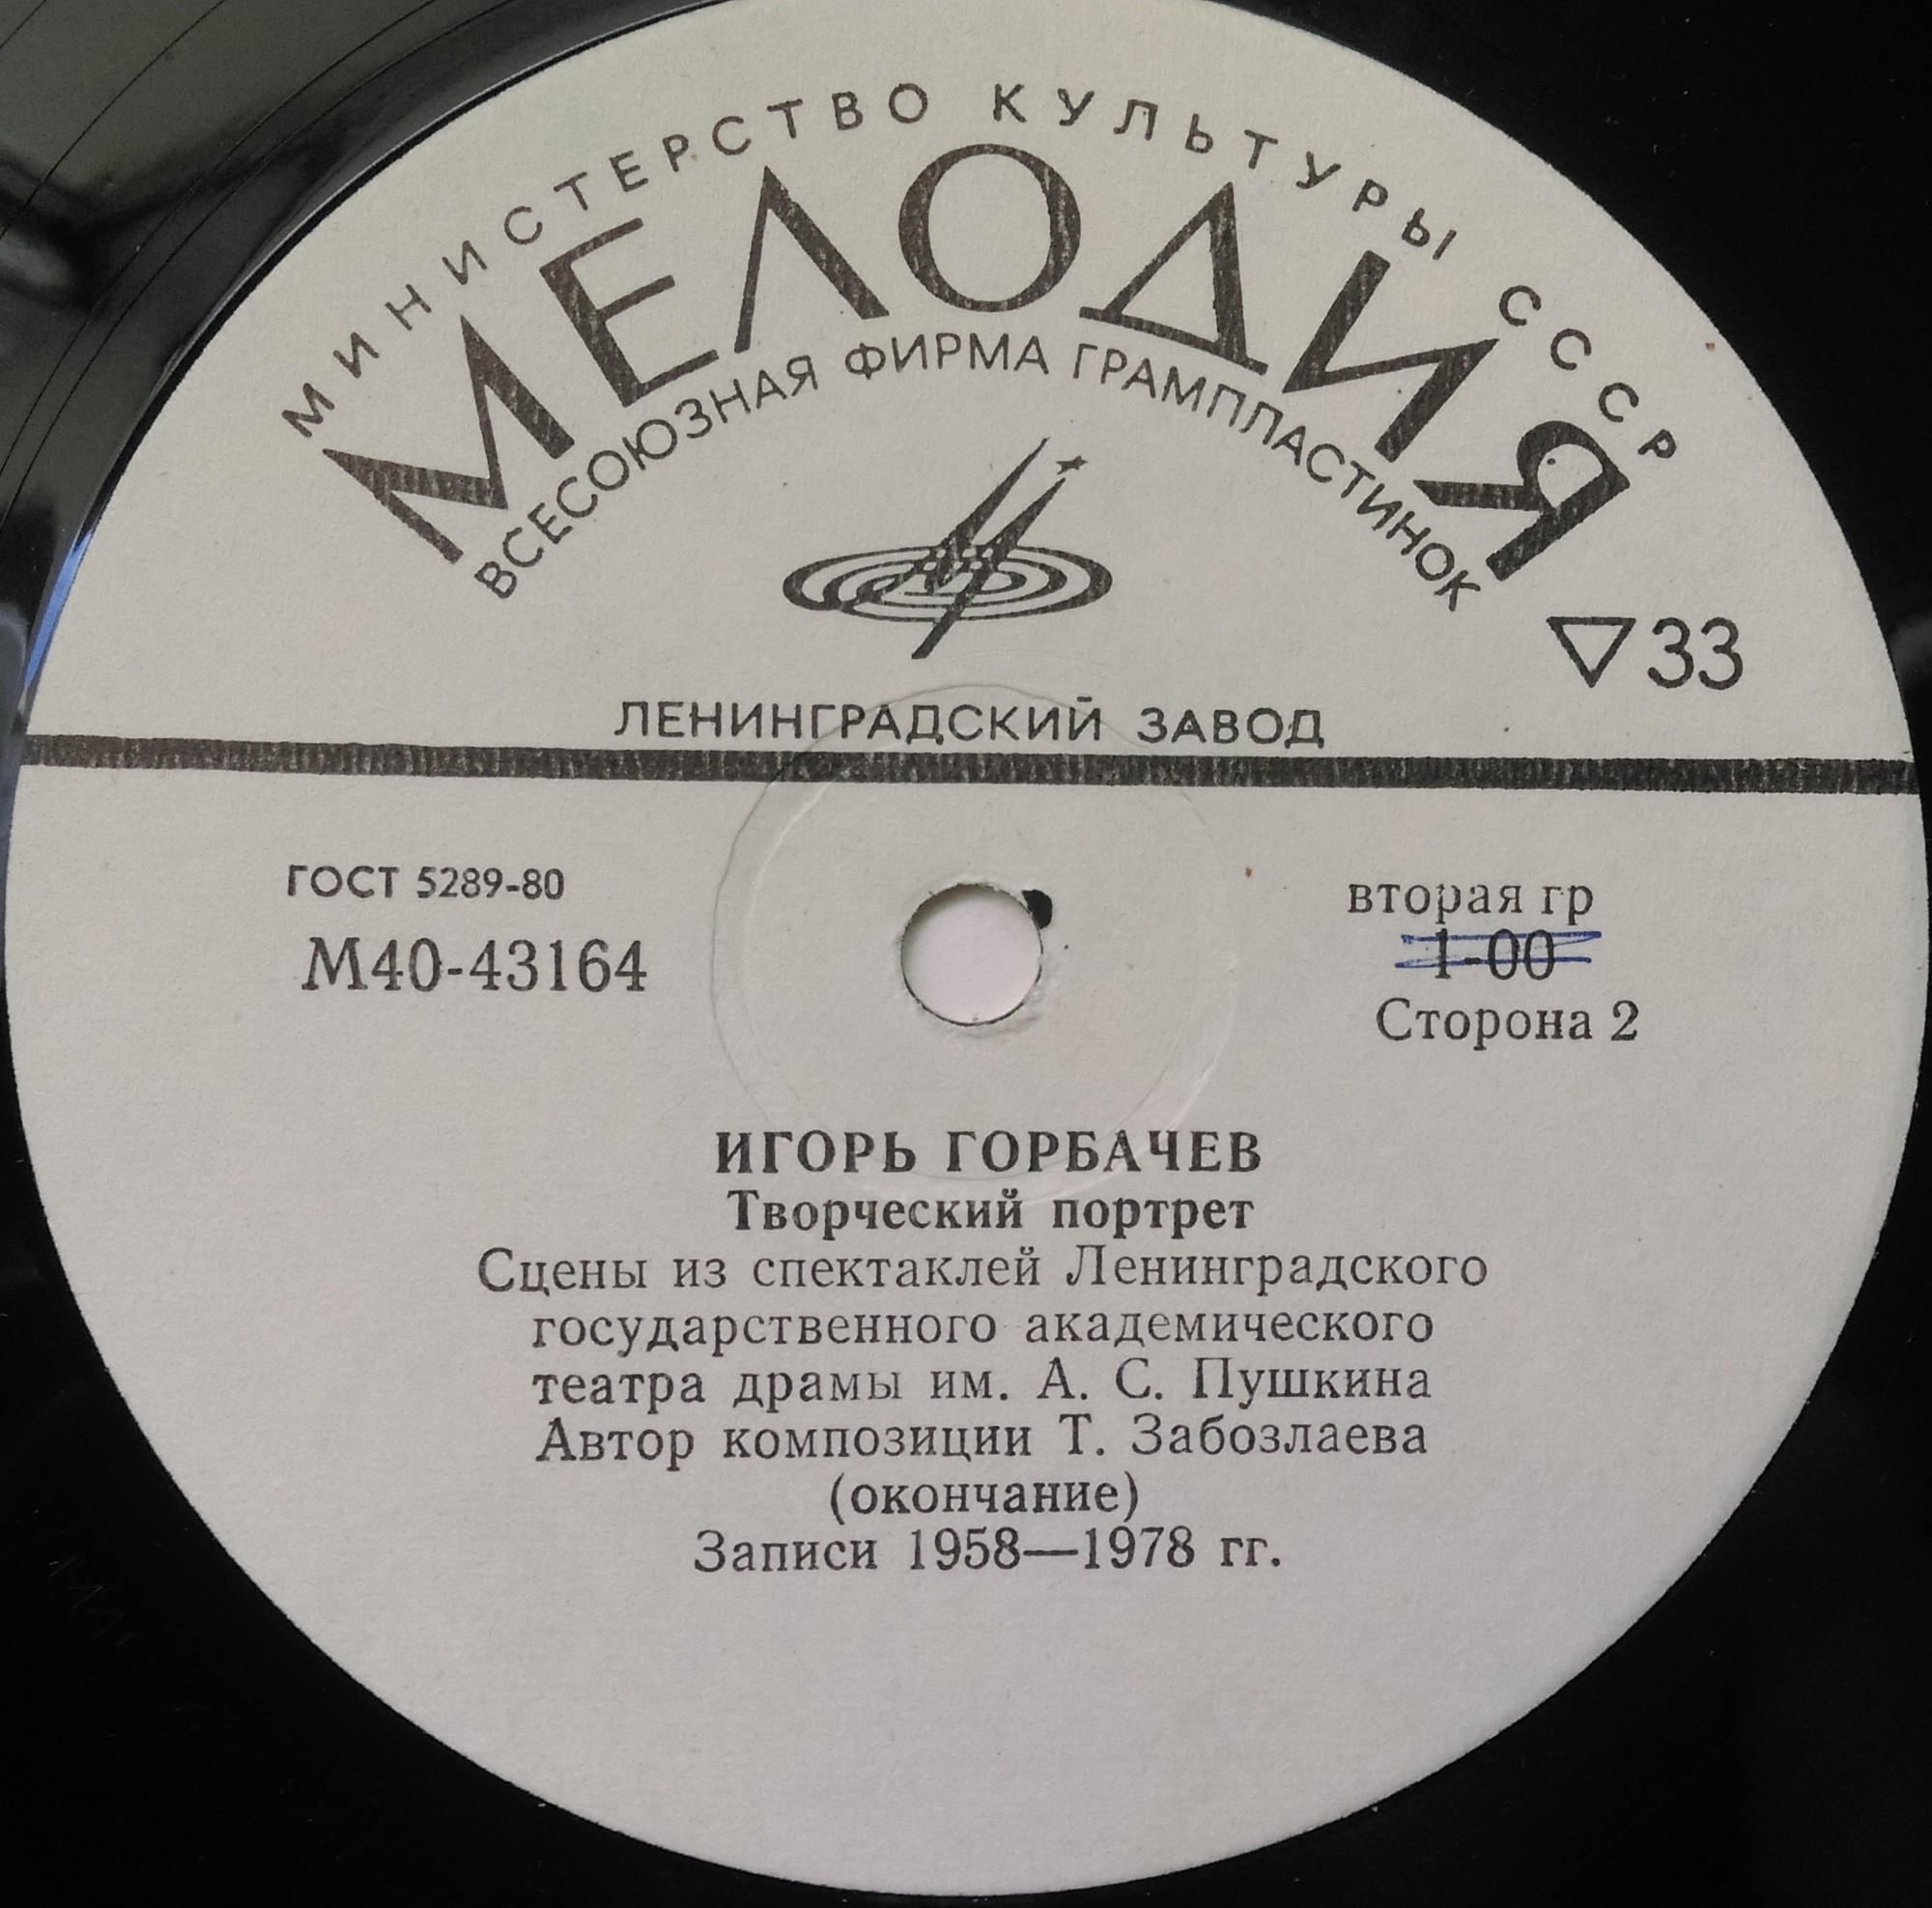 МИНИСТЕРСТВО КУЛЬТУРЫ СССР
МЕЛОДИЯ
ВСЕСОЮЗНАЯ ФИРМА ГРАМПЛАСТИНОК
▽33
ЛЕНИНГРАДСКИЙ ЗАВОД
ГОСТ 5289-80
М40-43164
вторая гр
1-00
Сторона 2
ИГОРЬ ГОРБАЧЕВ
Творческий портрет
Сцены из спектаклей Ленинградского
государственного академического
театра драмы им. А. С. Пушкина
Автор композиции Т. Забозлаева
(окончание)
Записи 1958—1978 гг.